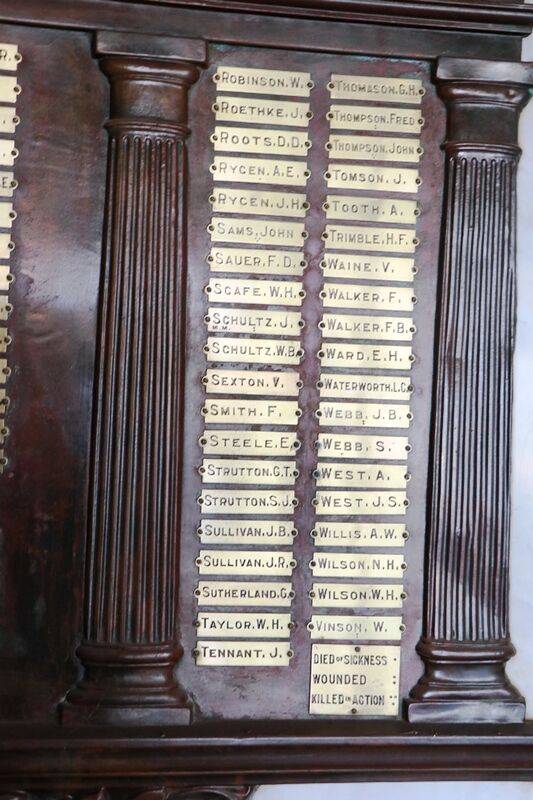 R.
E
ROBINSON. W.
ROETHKE. J.
ROOTS. D.D.
RYCEN. A.E.
RYCEN. J.H.
SAMS. JOHN
SAUER. F.D.
SCAFE. W.H.
SCHULTZ. J.
M.M.
SCHULTZ. W.B.
SEXTON. V.
SMITH. F.
STEELE. E.
STRUTTON. G.T.
STRUTTON. S.J.
SULLIVAN. J.B.
SULLIVAN. J.R.
SUTHERLAND. G.
TAYLOR. W.H.
TENNANT. J.
THOMASON. G.H.
THOMPSON. FRED
THOMPSON. JOHN
TOMSON. J.
TOOTH. A.
TRIMBLE. H.F.
WAINE. V.
WALKER. F.
WALKER. F.B.
WARD. E.H.
WATERWORTH. L.C.
WEBB. J.B.
WEBB. S.
WEST. A.
WEST. J.S.
WILLIS. A.W.
WILSON. N.H.
WILSON. W.H.
VINSON. W.
DIED OF SICKNESS
WOUNDED
KILLED IN ACTION